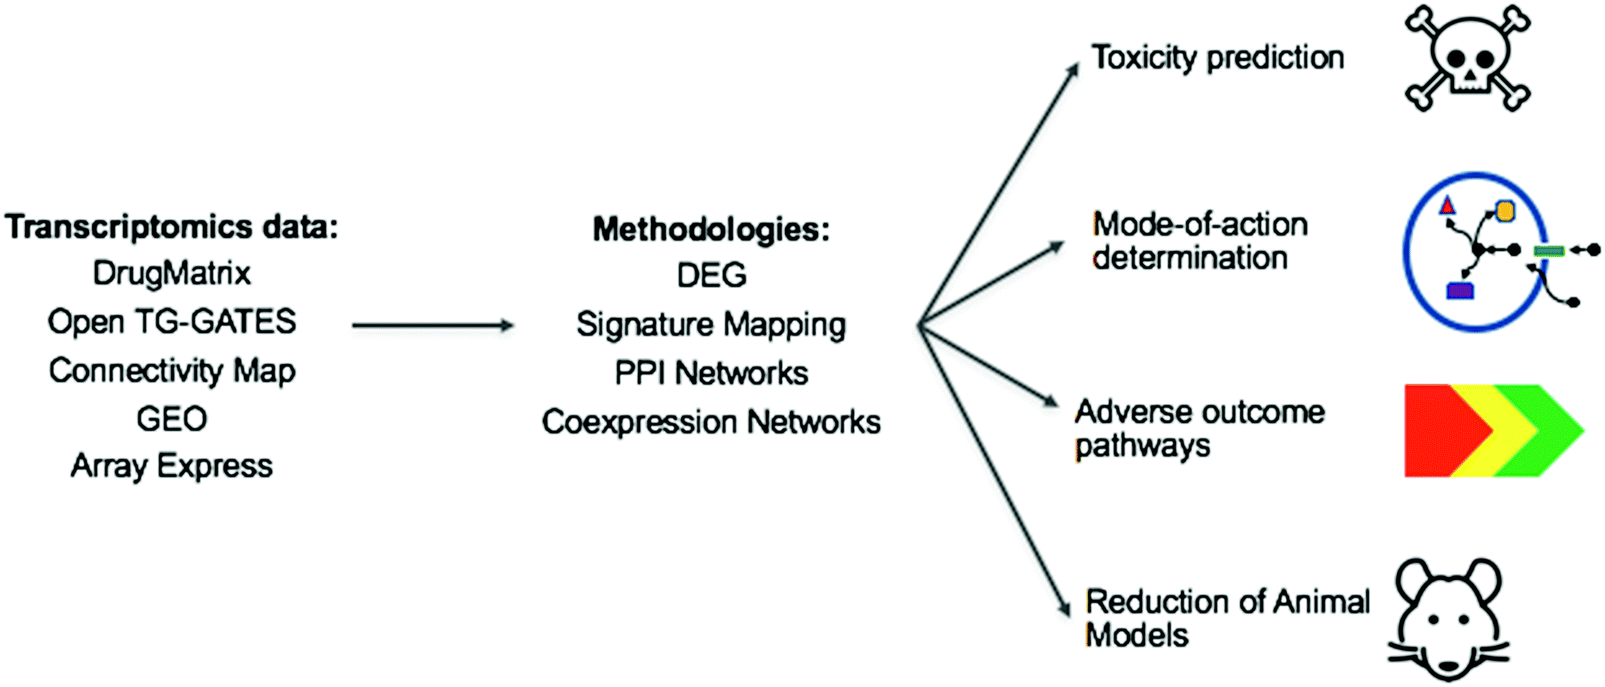 Transcriptomics data:
DrugMatrix
Open TG-GATES
Connectivity Map
GEO
Array Express
Methodologies:
DEG
Signature Mapping
PPI Networks
Coexpression Networks
Toxicity prediction
Mode-of-action
determination
Adverse outcome
pathways
Reduction of Animal
Models